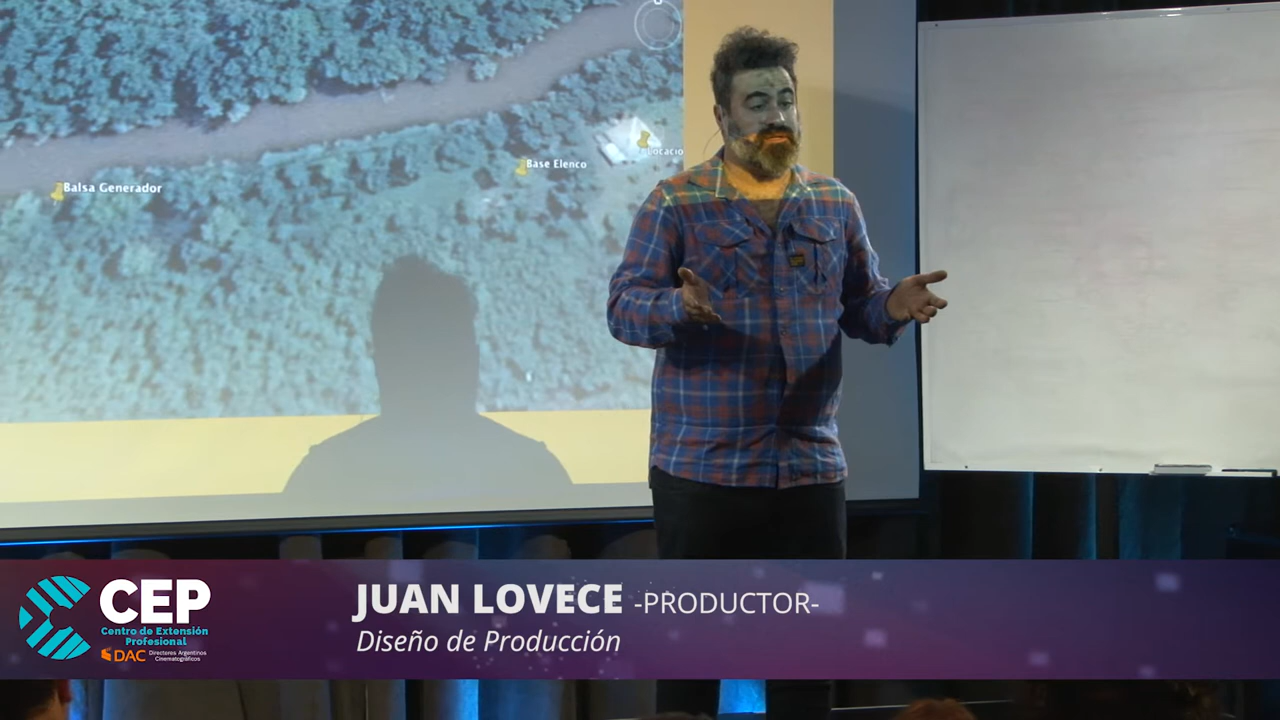 Locacio
Base Elenco
Balsa Generador
CEP
Centro de Extensión
Profesional
DAC Directores Argentinos
Cinematográficos
JUAN LOVECE -PRODUCTOR-
Diseño de Producción